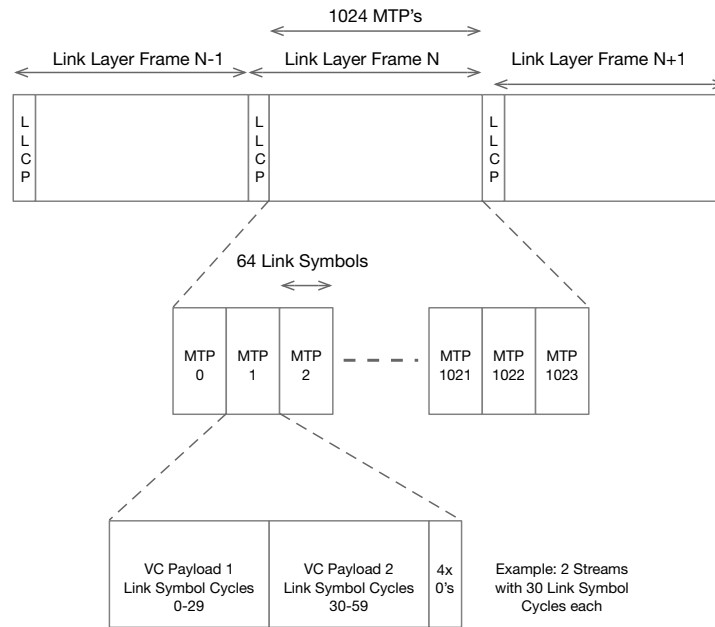 1024 MTP's
Link Layer Frame N-1
Link Layer Frame N
Link Layer Frame N+1
L
L
C
P
L
L
C
P
L
L
C
P
64 Link Symbols
MTP
0
MTP
1
MTP
2
MTP
1021
MTP
1022
MTP
1023
VC Payload 1
Link Symbol Cycles
0-29
VC Payload 2
Link Symbol Cycles
30-59
4x
0's
Example: 2 Streams
with 30 Link Symbol
Cycles each